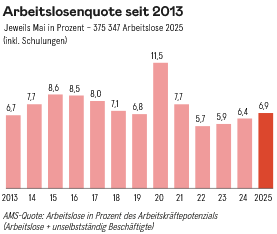 Arbeitslosenquote seit 2013
Jeweils Mai in Prozent – 375 347 Arbeitslose 2025
(inkl. Schulungen)
11,5
8,6
8,5
8,0
7,7
7,7
7,1
6,7
6,8
6,9
6,4
5,7
5,9
2013 14 15 16 17 18 19 20 21 22 23 24 2025
AMS-Quote: Arbeitslose in Prozent des Arbeitskräftepotenzials
(Arbeitslose + unselbstständig Beschäftigte)